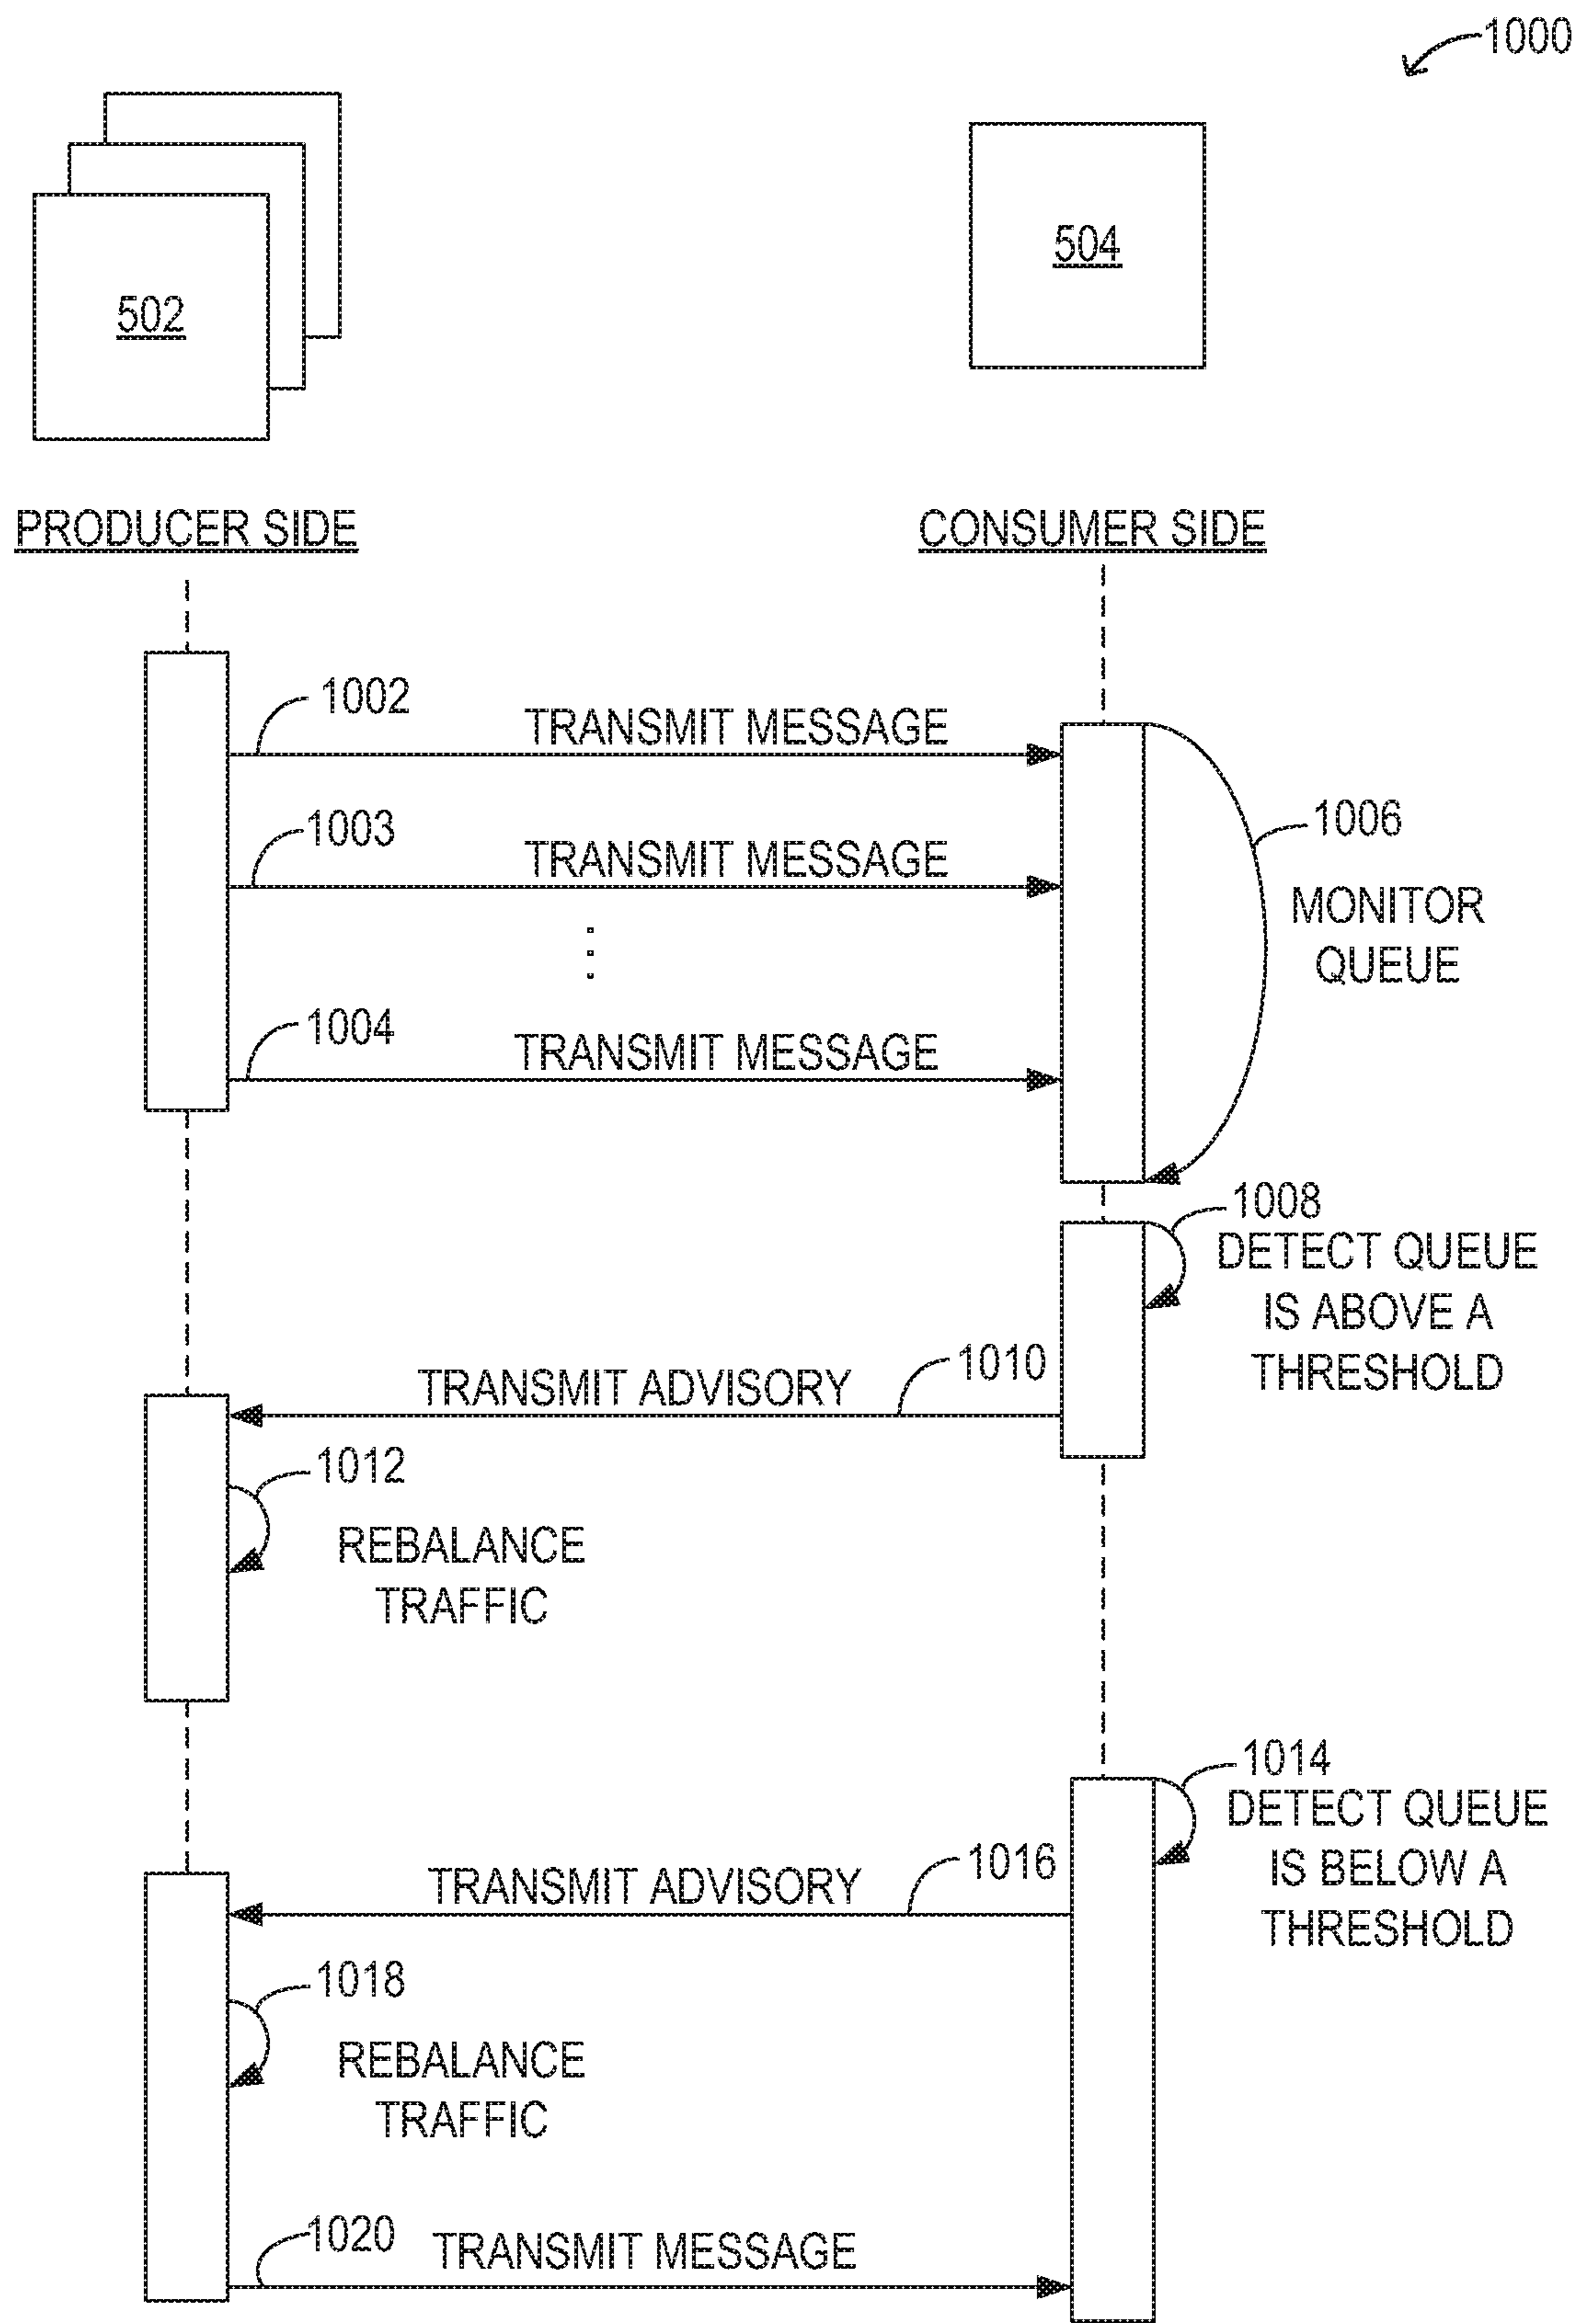 1000
502
504
PRODUCER SIDE
CONSUMER SIDE
1002
TRANSMIT MESSAGE
1003
TRANSMIT MESSAGE
1006
MONITOR
QUEUE
1004
TRANSMIT MESSAGE
1008
DETECT QUEUE
IS ABOVE A
THRESHOLD
1010
TRANSMIT ADVISORY
1012
REBALANCE
TRAFFIC
1014
DETECT QUEUE
IS BELOW A
THRESHOLD
1016
TRANSMIT ADVISORY
1018
REBALANCE
TRAFFIC
1020
TRANSMIT MESSAGE